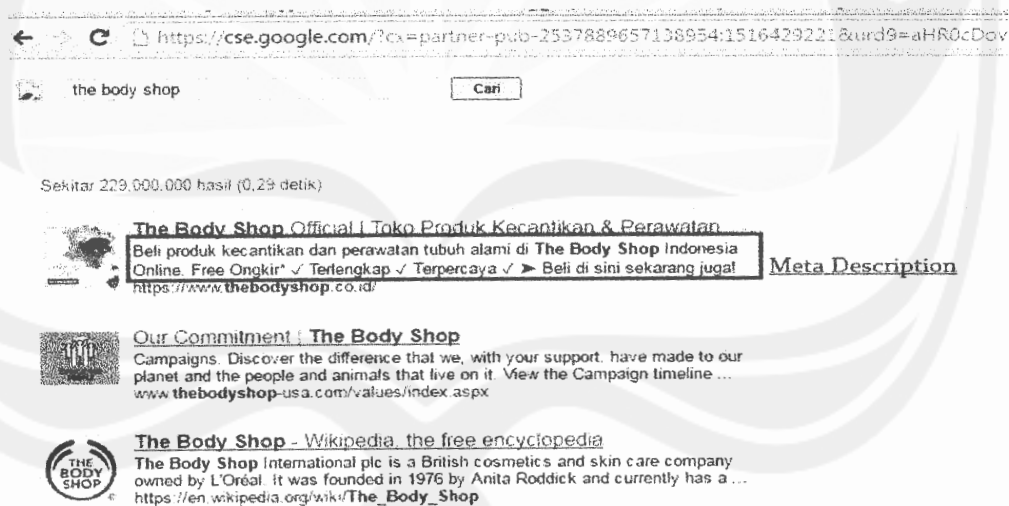 https://cse.google.com/?cx=partner-pub-2537889657138954:1516429221&urd9=aHR0cDov
the body shop
Cari
Sekitar 229.000.000 hasil (0,29 detik)
The Body Shop Official | Toko Produk Kecantikan & Perawatan
Beli produk kecantikan dan perawatan tubuh alami di The Body Shop Indonesia
Online. Free Ongkir* ✓ Terlengkap ✓ Terpercaya ✓ ➤ Beli di sini sekarang juga!
Meta Description
https://www.thebodyshop.co.id/
Our Commitment | The Body Shop
Campaigns. Discover the difference that we, with your support, have made to our
planet and the people and animals that live on it. View the Campaign timeline ...
www.thebodyshop-usa.com/values/index.aspx
The Body Shop - Wikipedia, the free encyclopedia
THE
BODY
SHOP
The Body Shop International plc is a British cosmetics and skin care company
owned by L'Oréal. It was founded in 1976 by Anita Roddick and currently has a ...
https://en.wikipedia.org/wiki/The_Body_Shop